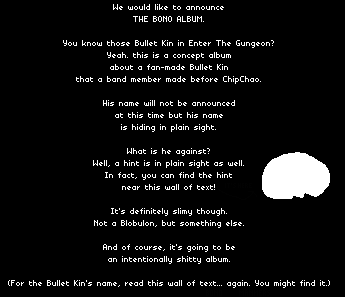 We would like to announce
THE BONO ALBUM.
You know those Bullet Kin in Enter The Gungeon?
Yeah. this is a concept album
about a fan-made Bullet Kin
that a band member made before ChipChao.
His name will not be announced
at this time but his name
is hiding in plain sight.
What is he against?
Well, a hint is in plain sight as well.
In fact, you can find the hint
near this wall of text!
It's definitely slimy though.
Not a Blobulon, but something else.
And of course, it's going to be
an intentionally shitty album.
(For the Bullet Kin's name, read this wall of text... again. You might find it.)